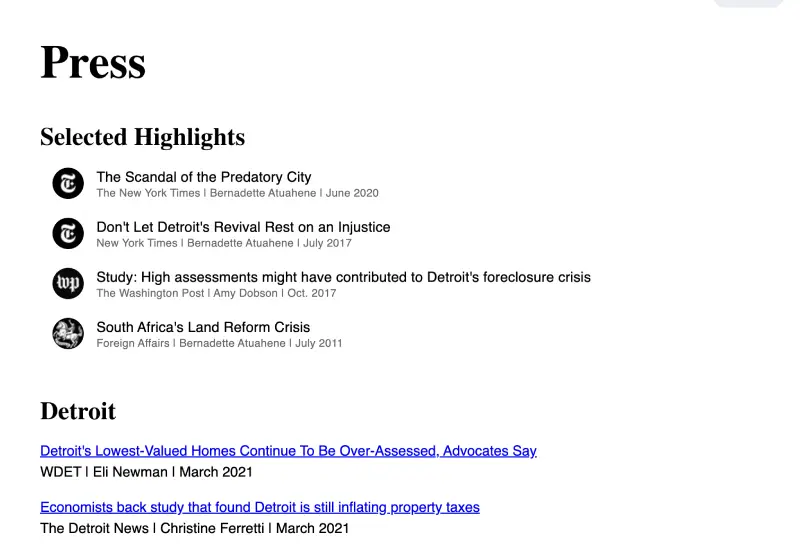 Press
Selected Highlights
The Scandal of the Predatory City
The New York Times | Bernadette Atuahene | June 2020
Don't Let Detroit's Revival Rest on an Injustice
New York Times | Bernadette Atuahene | July 2017
wp
Study: High assessments might have contributed to Detroit's foreclosure crisis
The Washington Post | Amy Dobson | Oct. 2017
South Africa's Land Reform Crisis
Foreign Affairs | Bernadette Atuahene | July 2011
Detroit
Detroit's Lowest-Valued Homes Continue To Be Over-Assessed, Advocates Say
WDET | Eli Newman | March 2021
Economists back study that found Detroit is still inflating property taxes
The Detroit News | Christine Ferretti | March 2021